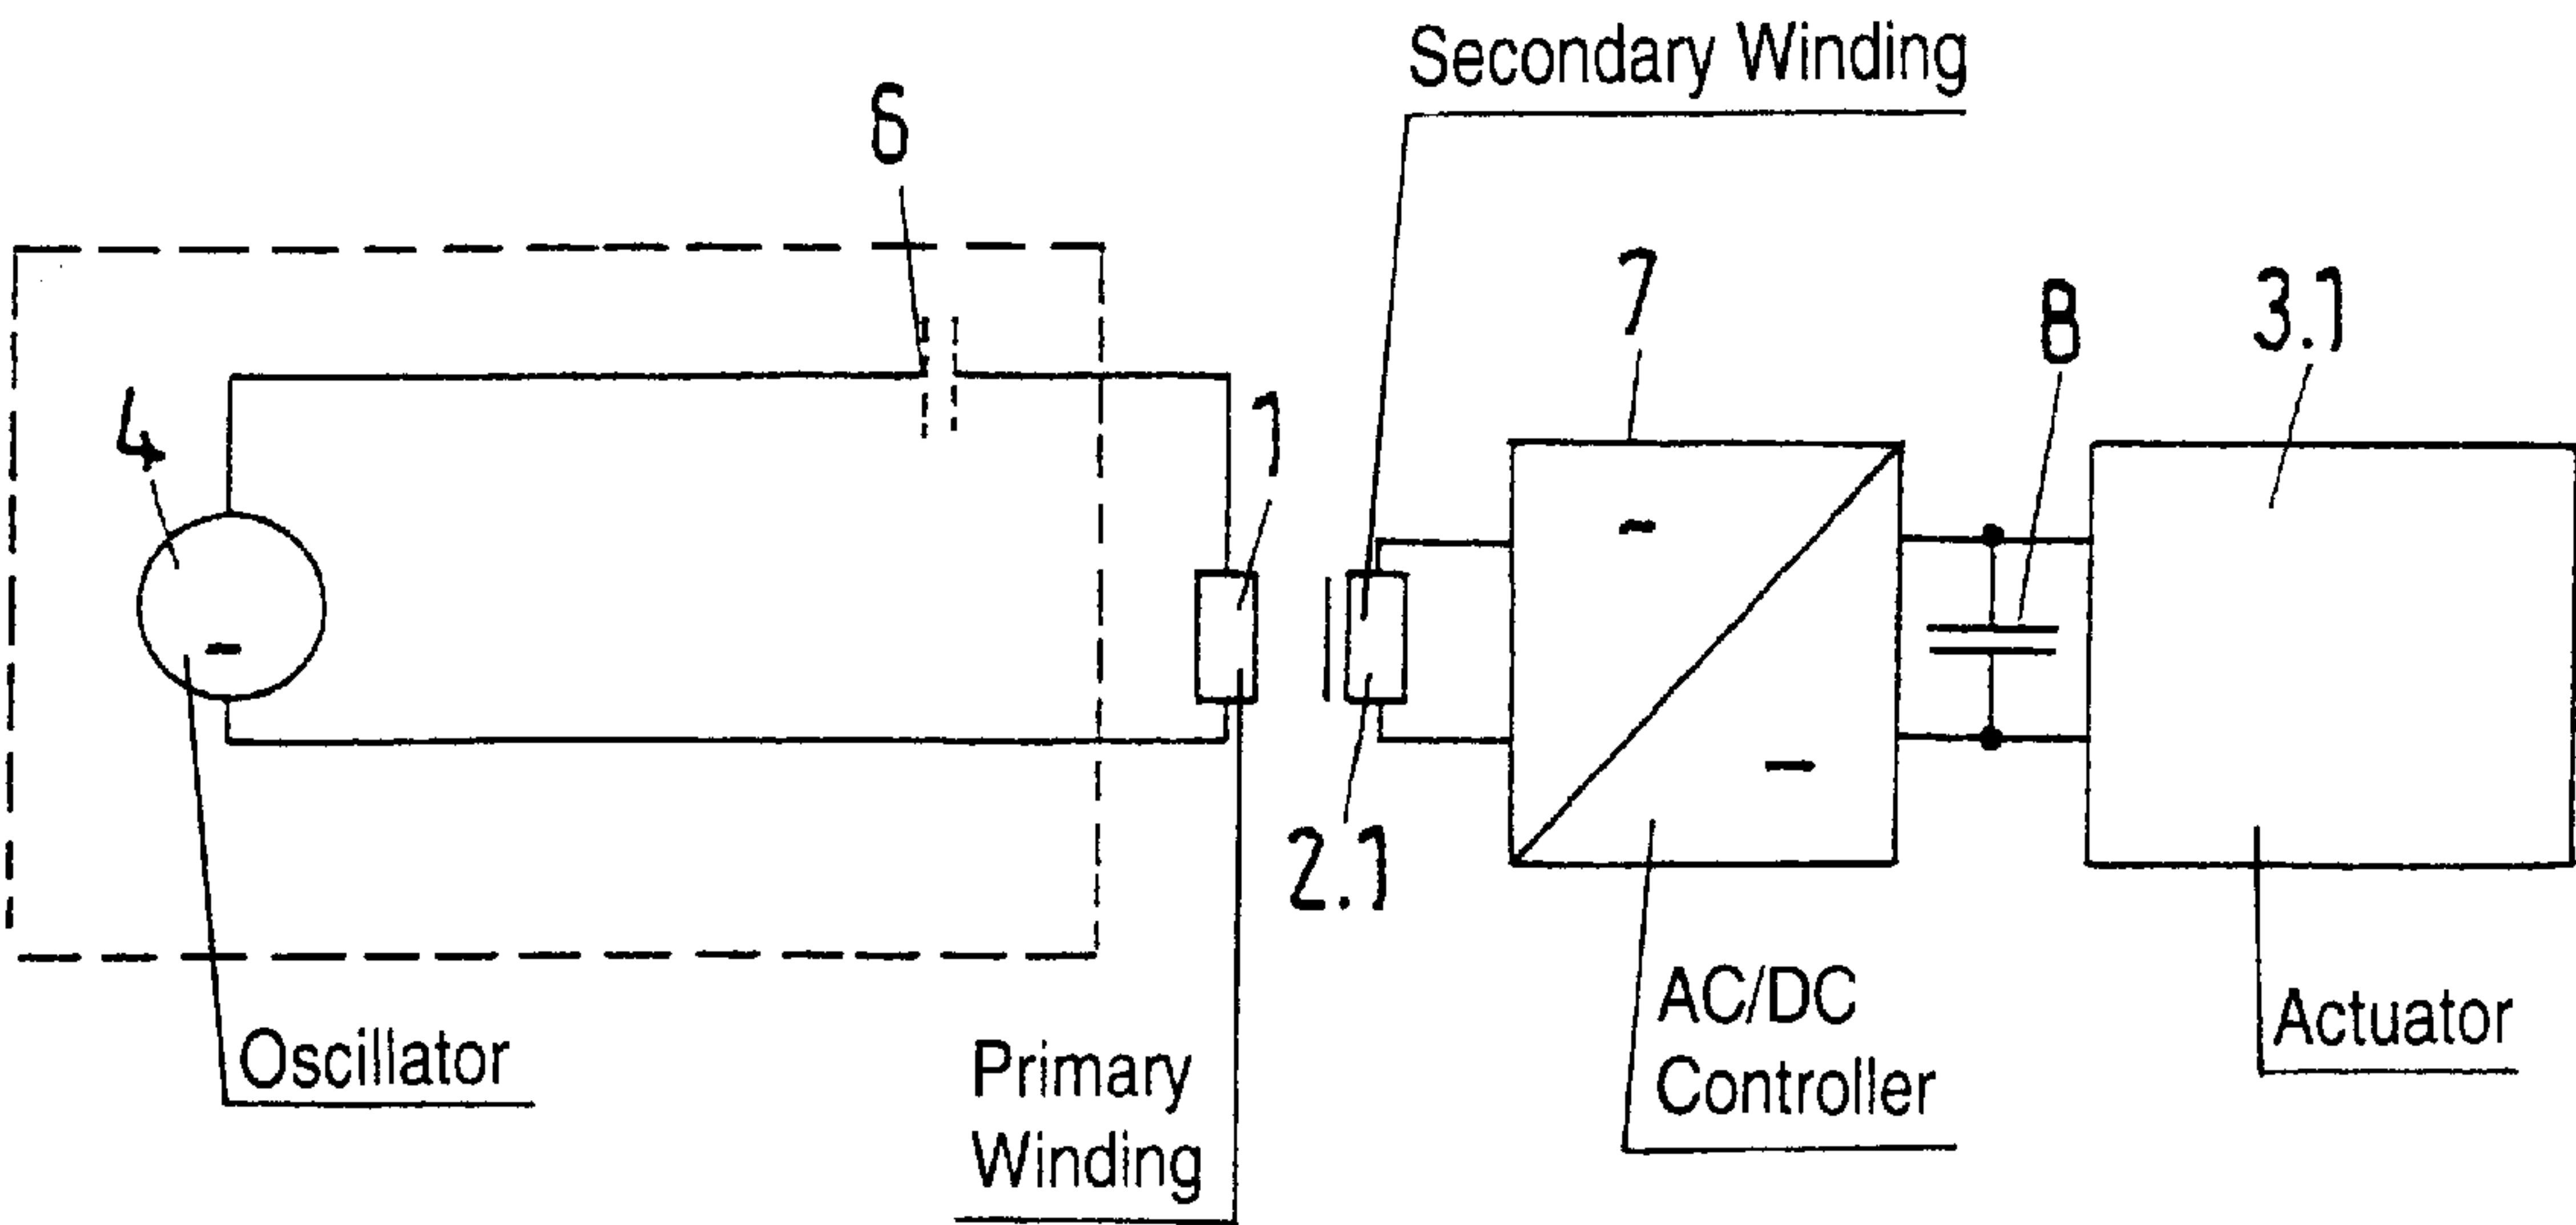 Secondary Winding
6
7
8
3.1
4
1
~
-
-
2.1
Oscillator
Primary
Winding
AC/DC
Controller
Actuator